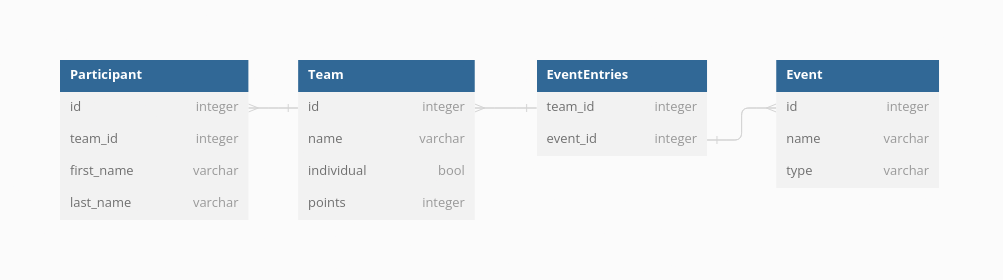 Participant
id integer
team_id integer
first_name varchar
last_name varchar
Team
id integer
name varchar
individual bool
points integer
EventEntries
team_id integer
event_id integer
Event
id integer
name varchar
type varchar